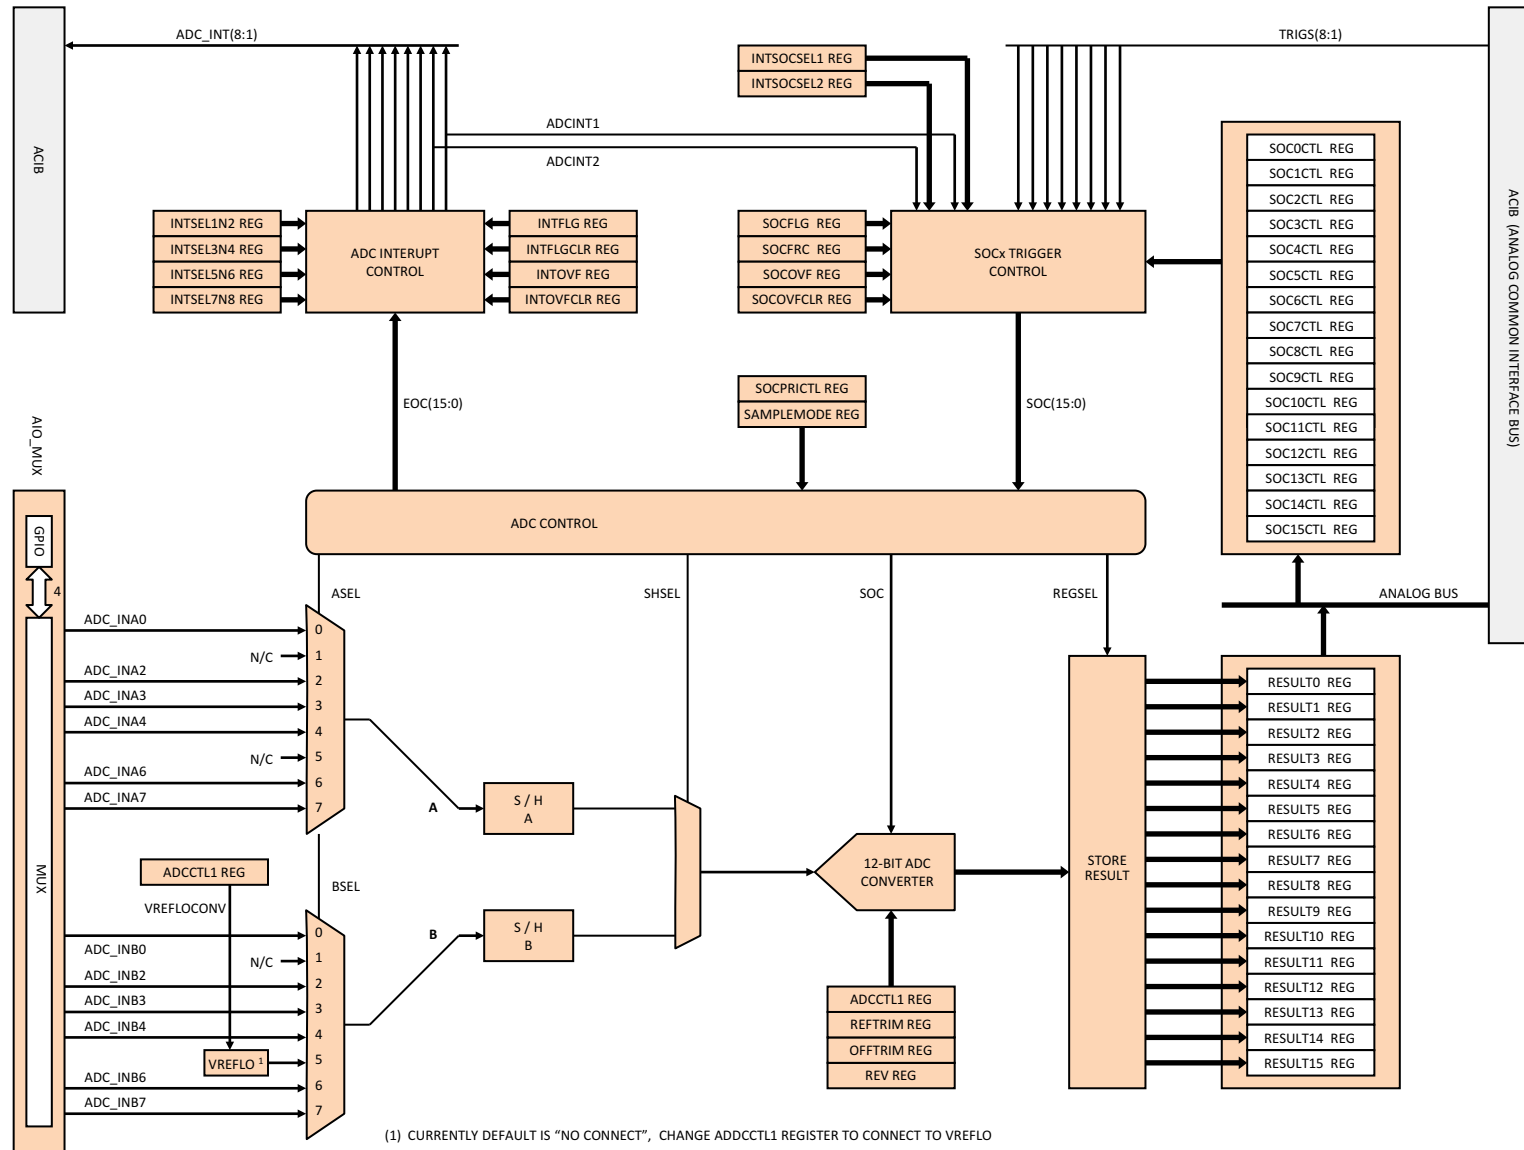 ADC_INT(8:1)
TRIGS(8:1)
INTSOCSEL1 REG
INTSOCSEL2 REG
ADCINT1
ADCINT2
ACIB
ACIB (ANALOG COMMON INTERFACE BUS)
INTSEL1N2 REG
INTSEL3N4 REG
INTSEL5N6 REG
INTSEL7N8 REG
ADC INTERUPT
CONTROL
INTFLG REG
INTFLGCLR REG
INTOVF REG
INTOVFCLR REG
SOCFLG REG
SOCFRC REG
SOCOVF REG
SOCOVFCLR REG
SOCx TRIGGER
CONTROL
SOC0CTL REG
SOC1CTL REG
SOC2CTL REG
SOC3CTL REG
SOC4CTL REG
SOC5CTL REG
SOC6CTL REG
SOC7CTL REG
SOC8CTL REG
SOC9CTL REG
SOC10CTL REG
SOC11CTL REG
SOC12CTL REG
SOC13CTL REG
SOC14CTL REG
SOC15CTL REG
EOC(15:0)
SOCPRICTL REG
SAMPLEMODE REG
SOC(15:0)
AIO_MUX
GPIO
4
MUX
ADC CONTROL
ASEL
SHSEL
SOC
REGSEL
ANALOG BUS
ADC_INA0
N/C
ADC_INA2
ADC_INA3
ADC_INA4
N/C
ADC_INA6
ADC_INA7
0
1
2
3
4
5
6
7
A
S / H
A
ADCCTL1 REG
VREFLOCONV
BSEL
ADC_INB0
N/C
ADC_INB2
ADC_INB3
ADC_INB4
VREFLO 1
ADC_INB6
ADC_INB7
0
1
2
3
4
5
6
7
B
S / H
B
12-BIT ADC
CONVERTER
ADCCTL1 REG
REFTRIM REG
OFFTRIM REG
REV REG
STORE
RESULT
RESULT0 REG
RESULT1 REG
RESULT2 REG
RESULT3 REG
RESULT4 REG
RESULT5 REG
RESULT6 REG
RESULT7 REG
RESULT8 REG
RESULT9 REG
RESULT10 REG
RESULT11 REG
RESULT12 REG
RESULT13 REG
RESULT14 REG
RESULT15 REG
(1) CURRENTLY DEFAULT IS “NO CONNECT”, CHANGE ADDCCTL1 REGISTER TO CONNECT TO VREFLO